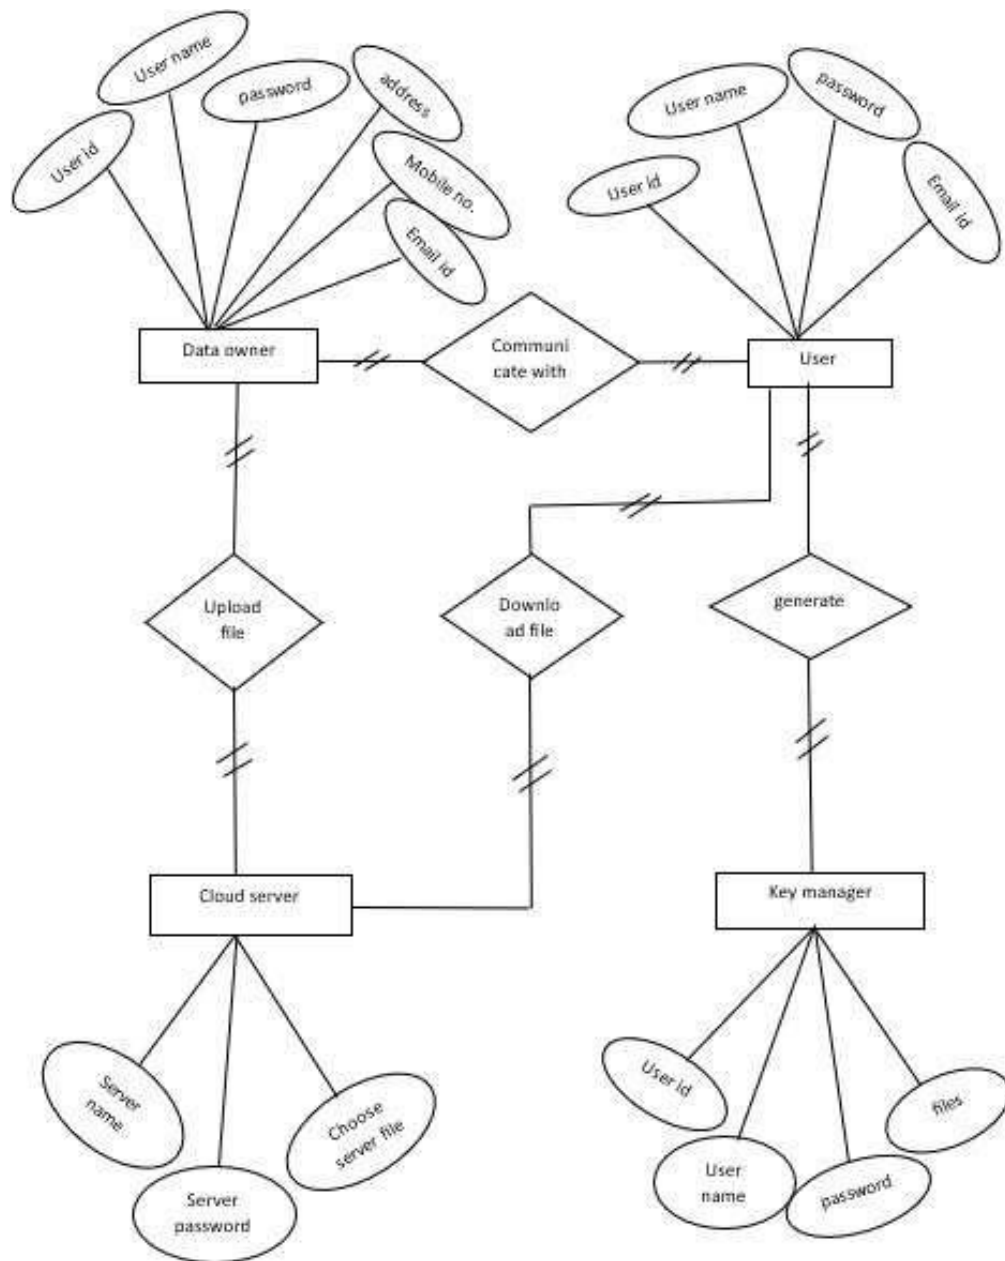 User name
password
address
User id
Mobile no.
Email id
User name
password
User id
Email id
Data owner
Communi
cate with
User
Upload
file
Downlo
ad file
generate
Cloud server
Key manager
Server
name
Server
password
Choose
server file
User id
User
name
password
files